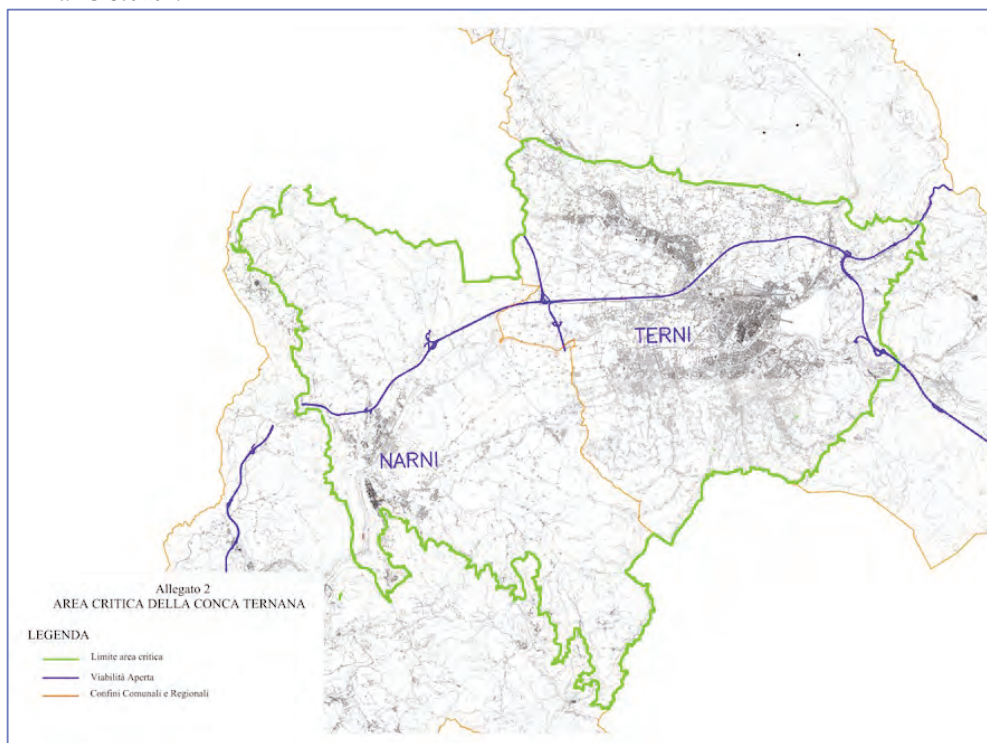 TERNI
NARNI
Allegato 2
AREA CRITICA DELLA CONCA TERNANA
LEGENDA
Limite area critica
Viabilità Aperta
Confini Comunali e Regionali